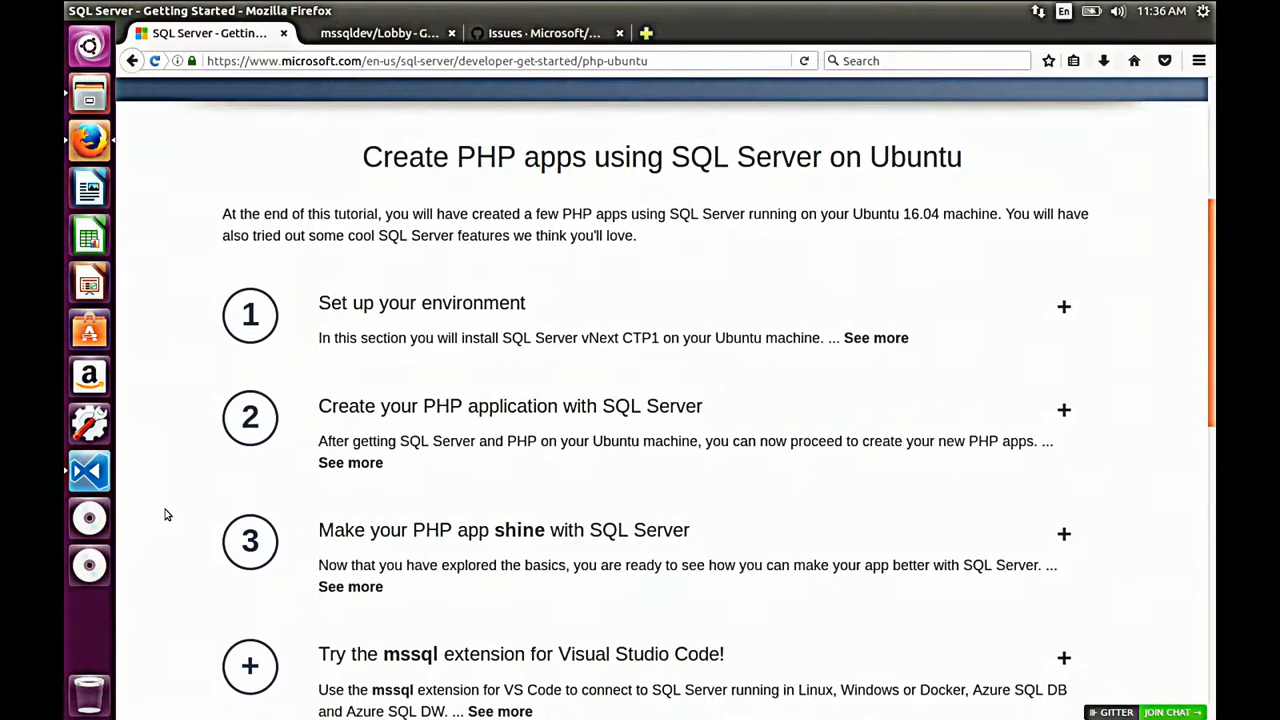 SQL Server - Getting Started - Mozilla Firefox
En
11:36 AM
SQL Server - Gettin...
mssqldev/Lobby - G...
Issues · Microsoft/...
https://www.microsoft.com/en-us/sql-server/developer-get-started/php-ubuntu
Search
Create PHP apps using SQL Server on Ubuntu
At the end of this tutorial, you will have created a few PHP apps using SQL Server running on your Ubuntu 16.04 machine. You will have
also tried out some cool SQL Server features we think you'll love.
1
Set up your environment
+
In this section you will install SQL Server vNext CTP1 on your Ubuntu machine. ... See more
2
Create your PHP application with SQL Server
+
After getting SQL Server and PHP on your Ubuntu machine, you can now proceed to create your new PHP apps. ...
See more
3
Make your PHP app shine with SQL Server
+
Now that you have explored the basics, you are ready to see how you can make your app better with SQL Server. ...
See more
+
Try the mssql extension for Visual Studio Code!
+
Use the mssql extension for VS Code to connect to SQL Server running in Linux, Windows or Docker, Azure SQL DB
and Azure SQL DW. ... See more
GITTER
JOIN CHAT →
a